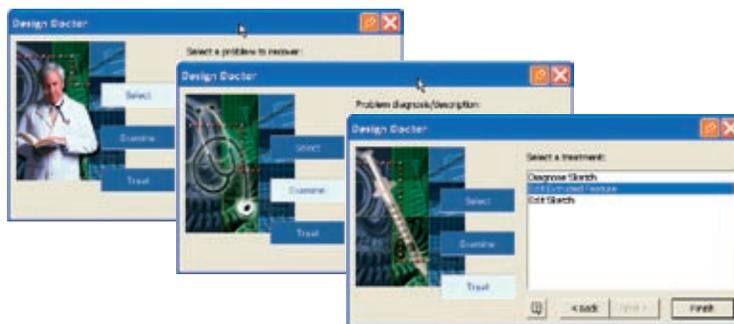 Design Doctor
Select a problem to recover:
Select
Examine
Treat
Design Doctor
Problem diagnosis/description:
Select
Examine
Treat
Design Doctor
Select a treatment:
Diagnose Sketch
Edit Extruded Feature
Edit Sketch
Select
Examine
Treat
< Back
Next >
Finish